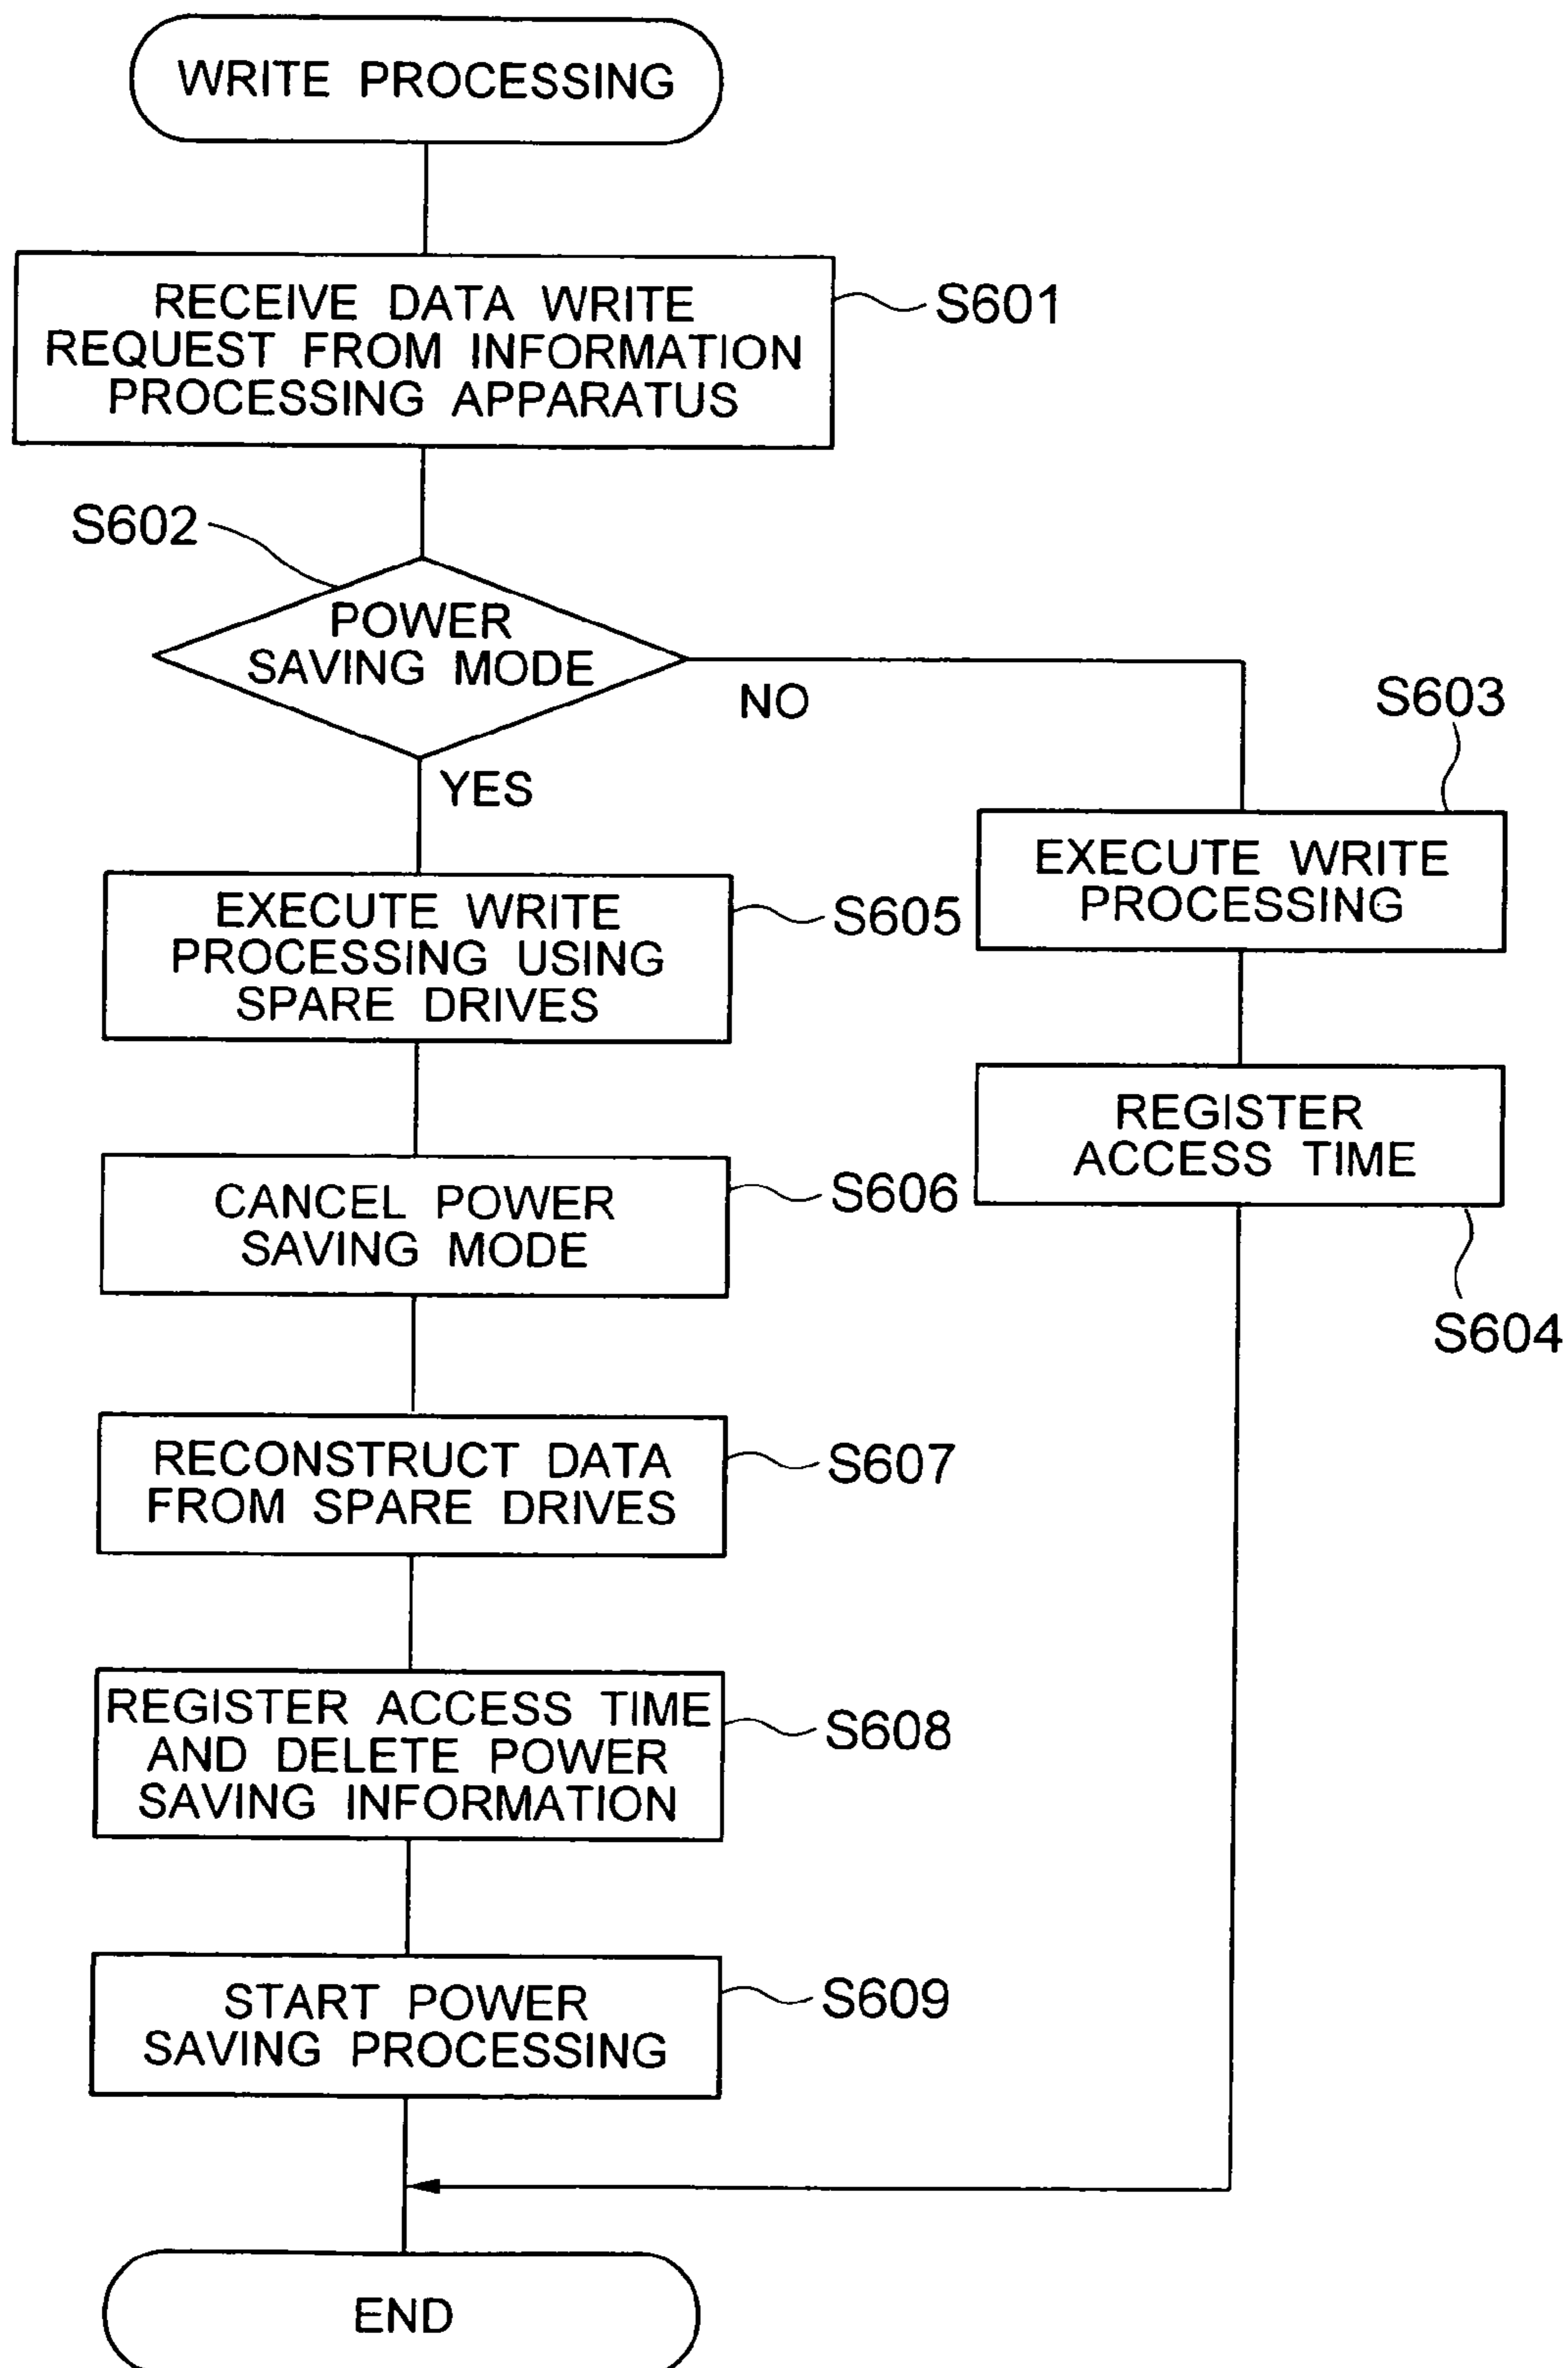 WRITE PROCESSING
RECEIVE DATA WRITE
REQUEST FROM INFORMATION
PROCESSING APPARATUS
S601
S602
POWER
SAVING MODE
NO
YES
S603
EXECUTE WRITE
PROCESSING
EXECUTE WRITE
PROCESSING USING
SPARE DRIVES
S605
REGISTER
ACCESS TIME
S604
CANCEL POWER
SAVING MODE
S606
RECONSTRUCT DATA
FROM SPARE DRIVES
S607
REGISTER ACCESS TIME
AND DELETE POWER
SAVING INFORMATION
S608
START POWER
SAVING PROCESSING
S609
END